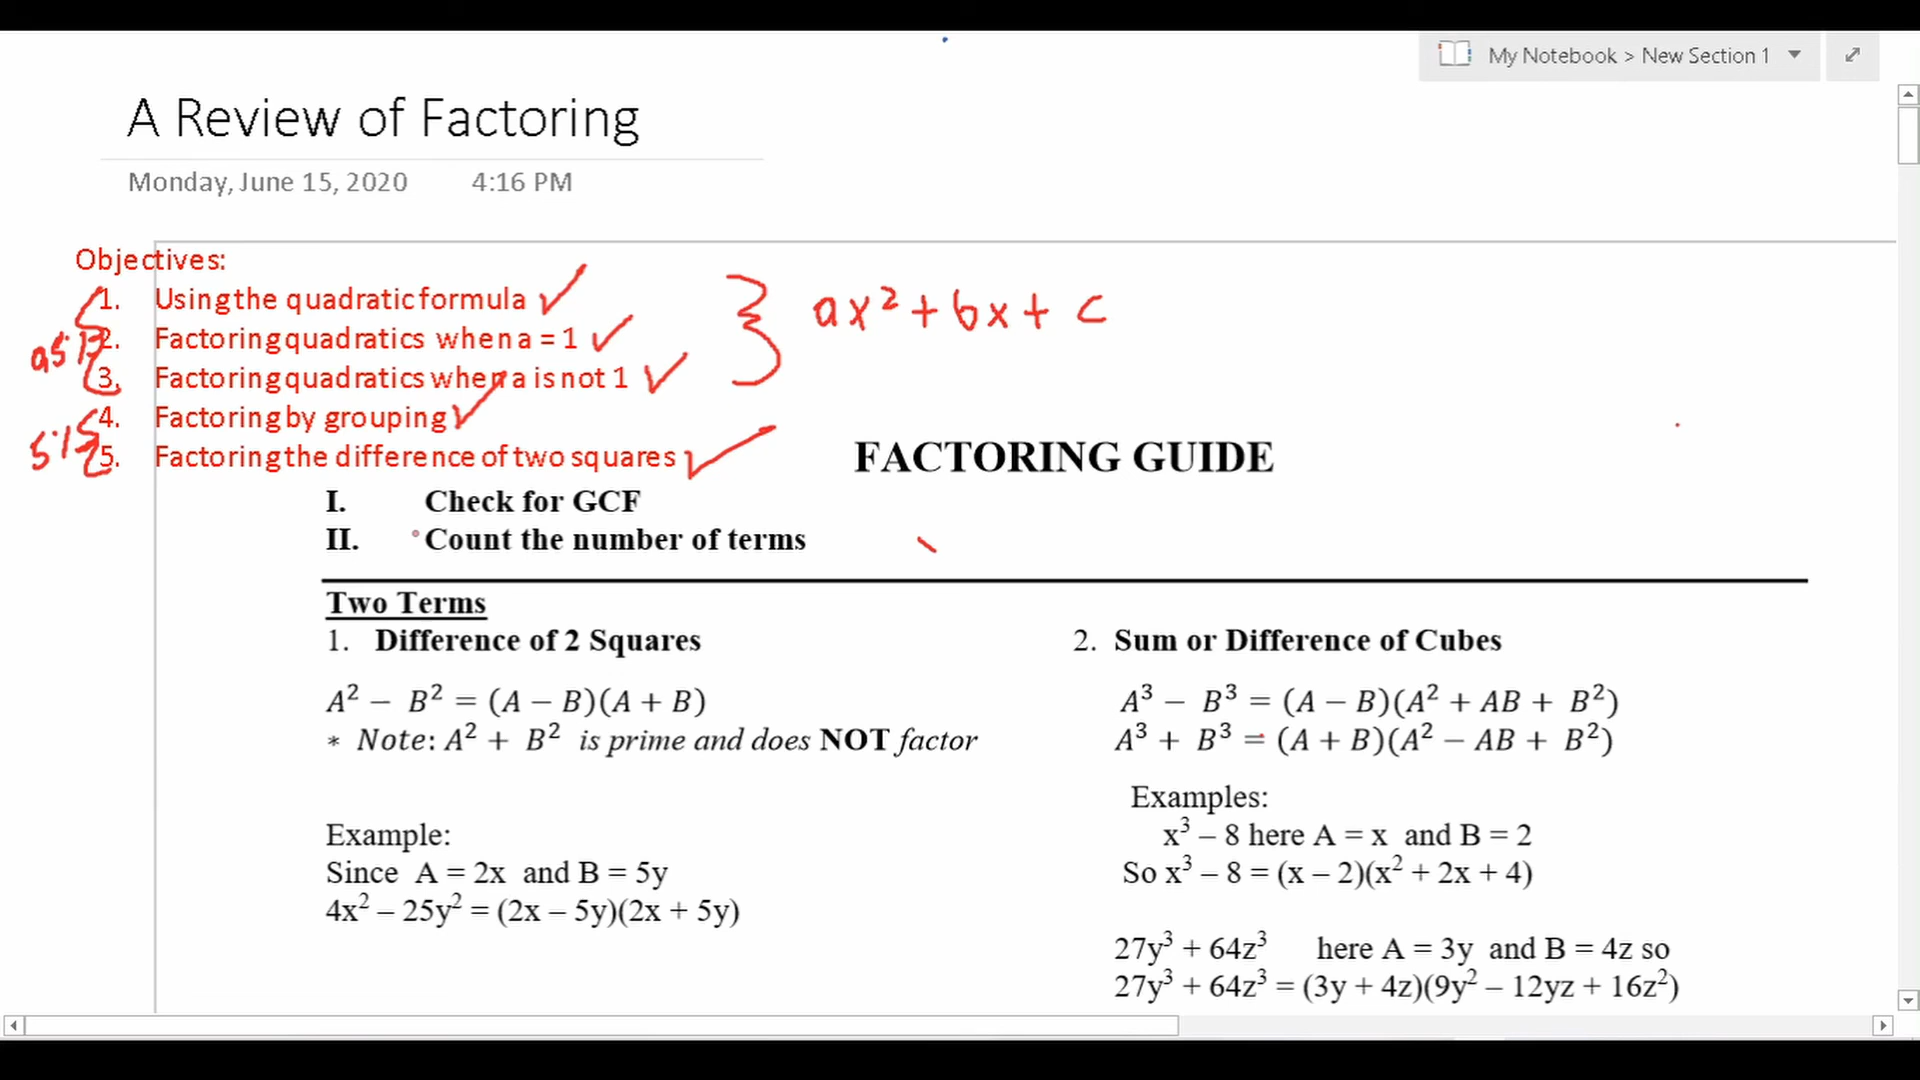 My Notebook > New Section 1
A Review of Factoring
Monday, June 15, 2020 4:16 PM
Objectives:
1. Using the quadratic formula
2. Factoring quadratics when a = 1
3. Factoring quadratics when a is not 1
4. Factoring by grouping
5. Factoring the difference of two squares
ax² + bx + c
FACTORING GUIDE
I. Check for GCF
II. Count the number of terms
Two Terms
1. Difference of 2 Squares
A² − B² = (A − B)(A + B)
* Note: A² + B² is prime and does NOT factor
Example:
Since A = 2x and B = 5y
4x² – 25y² = (2x – 5y)(2x + 5y)
2. Sum or Difference of Cubes
A³ − B³ = (A − B)(A² + AB + B²)
A³ + B³ = (A + B)(A² − AB + B²)
Examples:
x³ – 8 here A = x and B = 2
So x³ – 8 = (x – 2)(x² + 2x + 4)
27y³ + 64z³ here A = 3y and B = 4z so
27y³ + 64z³ = (3y + 4z)(9y² – 12yz + 16z²)